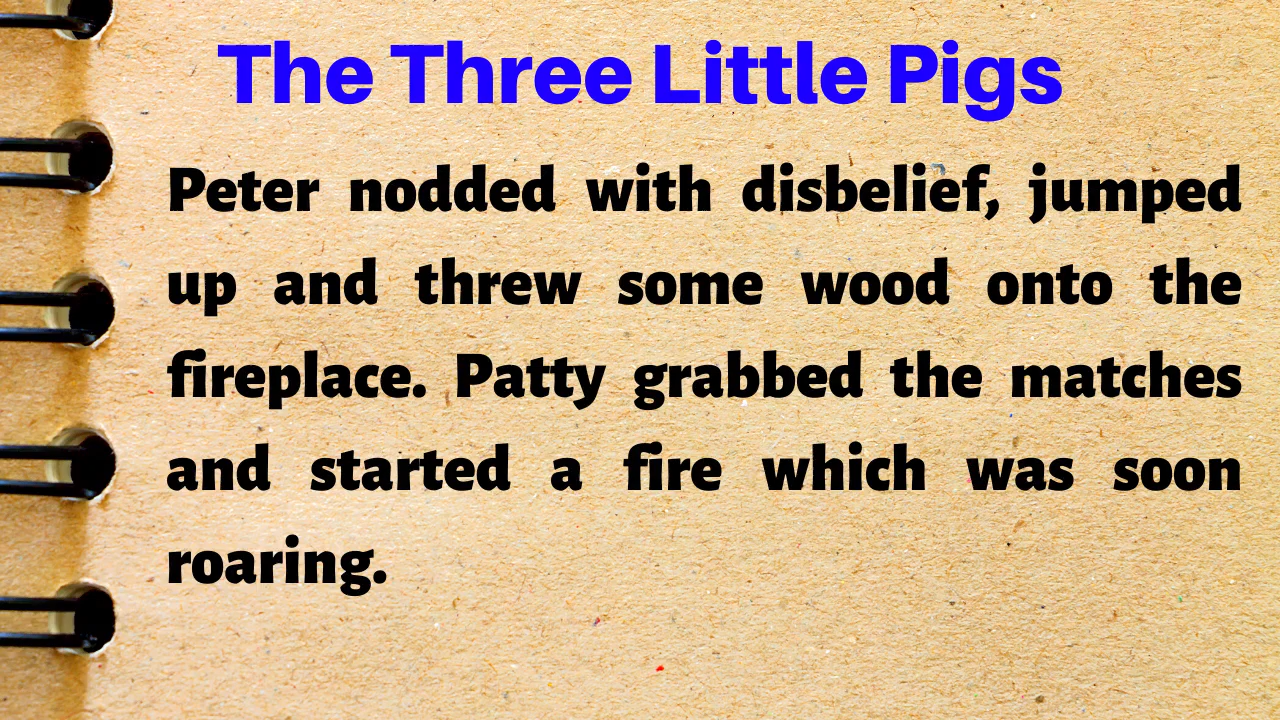 The Three Little Pigs
Peter nodded with disbelief, jumped
up and threw some wood onto the
fireplace. Patty grabbed the matches
and started a fire which was soon
roaring.